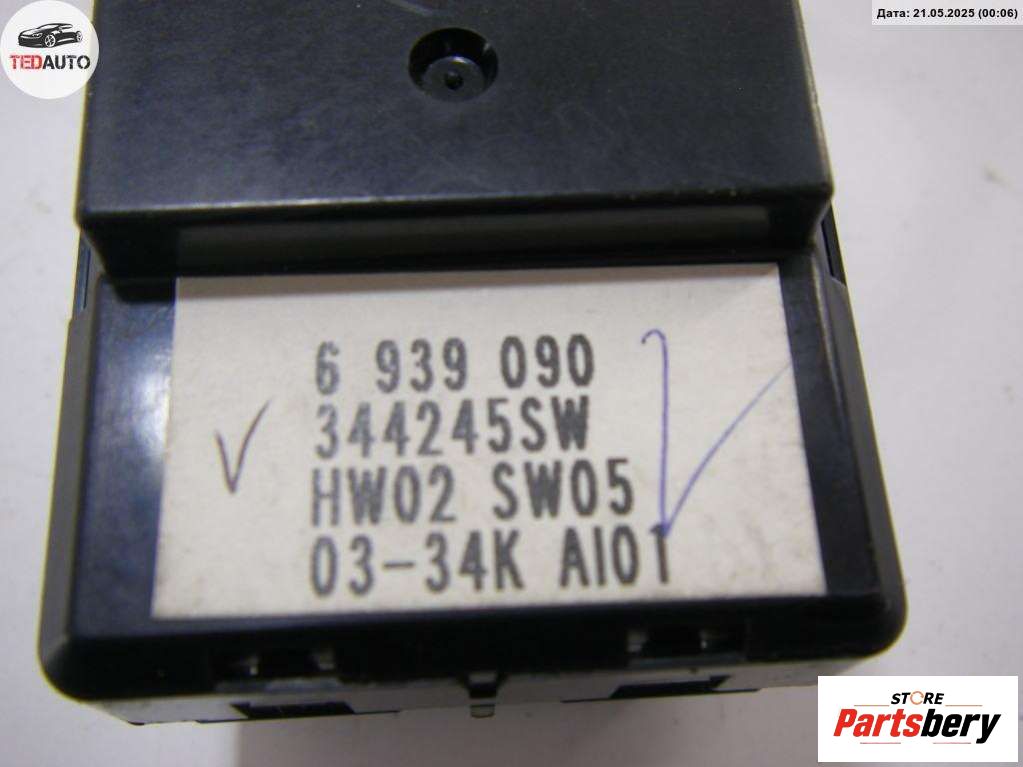 TEDAUTO
Дата: 21.05.2025 (00:06)
6 939 090
344245SW
HW02 SW05
03-34K AI01
STORE
Partsbery